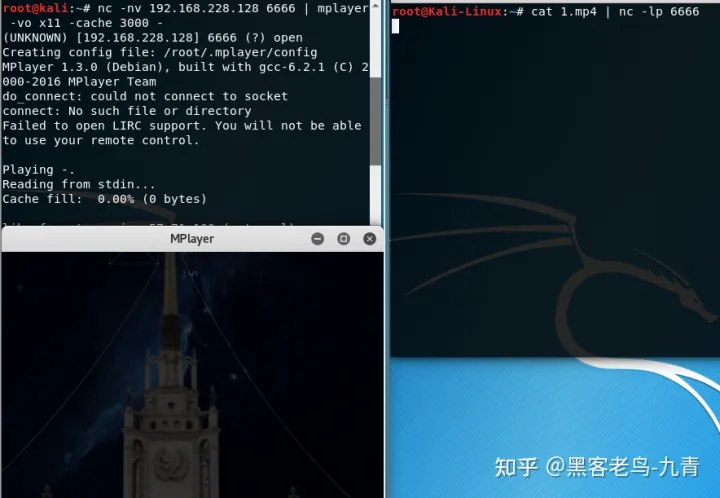 root@kali:~# nc -nv 192.168.228.128 6666 | mplayer
-vo x11 -cache 3000 -
(UNKNOWN) [192.168.228.128] 6666 (?) open
Creating config file: /root/.mplayer/config
MPlayer 1.3.0 (Debian), built with gcc-6.2.1 (C) 2
000-2016 MPlayer Team
do_connect: could not connect to socket
connect: No such file or directory
Failed to open LIRC support. You will not be able
to use your remote control.
Playing -.
Reading from stdin...
Cache fill:  0.00% (0 bytes)
MPlayer
root@Kali-Linux:~# cat 1.mp4 | nc -lp 6666
知乎 @黑客老鸟-九青